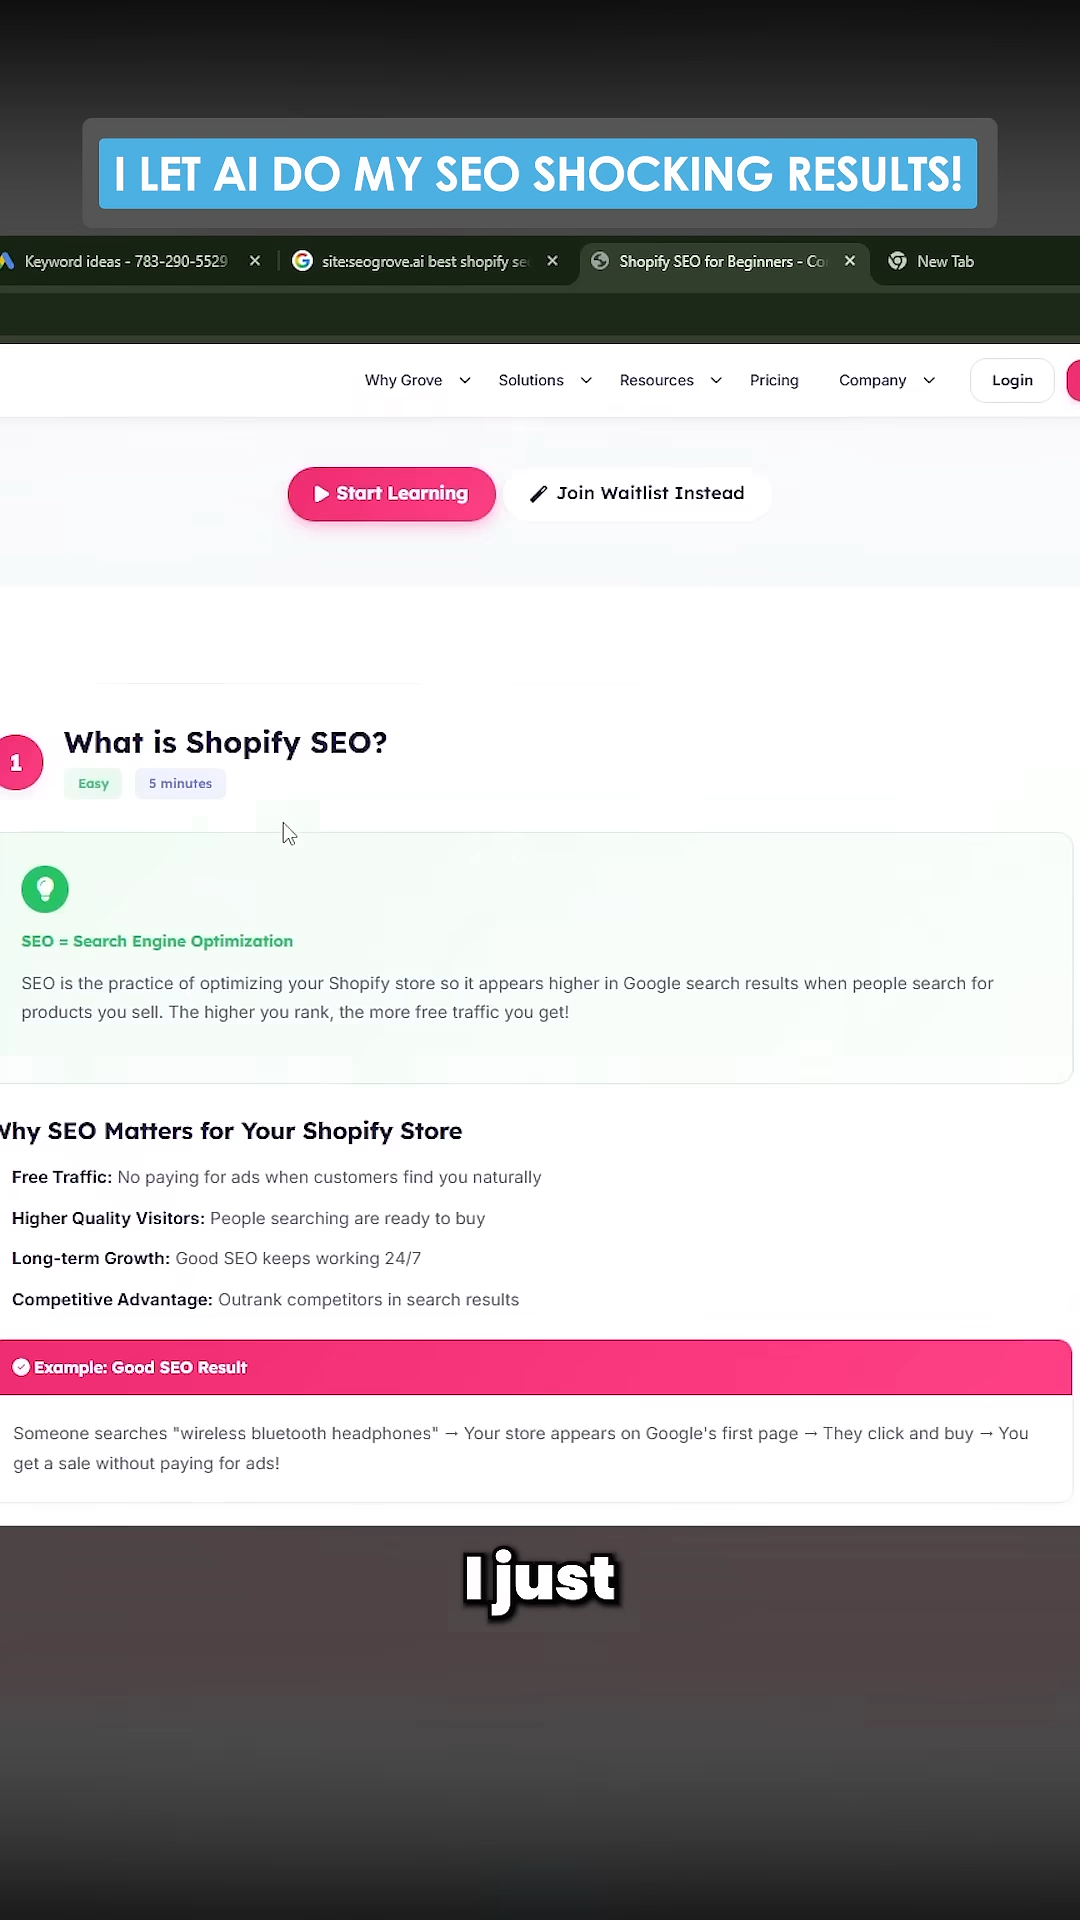 I LET AI DO MY SEO SHOCKING RESULTS!
Keyword ideas - 783-290-5529
site:seogrove.ai best shopify se
Shopify SEO for Beginners - Co
New Tab
Why Grove
Solutions
Resources
Pricing
Company
Login
Start Learning
Join Waitlist Instead
1
What is Shopify SEO?
Easy
5 minutes
SEO = Search Engine Optimization
SEO is the practice of optimizing your Shopify store so it appears higher in Google search results when people search for
products you sell. The higher you rank, the more free traffic you get!
Why SEO Matters for Your Shopify Store
Free Traffic: No paying for ads when customers find you naturally
Higher Quality Visitors: People searching are ready to buy
Long-term Growth: Good SEO keeps working 24/7
Competitive Advantage: Outrank competitors in search results
Example: Good SEO Result
Someone searches "wireless bluetooth headphones" → Your store appears on Google's first page → They click and buy → You
get a sale without paying for ads!
I just